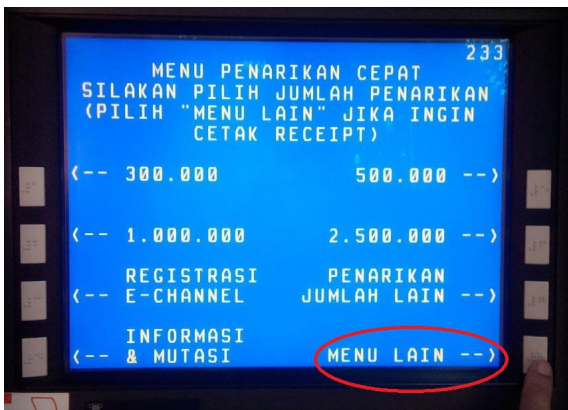 233
MENU PENARIKAN CEPAT
SILAKAN PILIH JUMLAH PENARIKAN
(PILIH "MENU LAIN" JIKA INGIN
CETAK RECEIPT)
<-- 300.000 500.000 -->
<-- 1.000.000 2.500.000 -->
REGISTRASI PENARIKAN
<-- E-CHANNEL JUMLAH LAIN -->
INFORMASI
<-- & MUTASI MENU LAIN -->